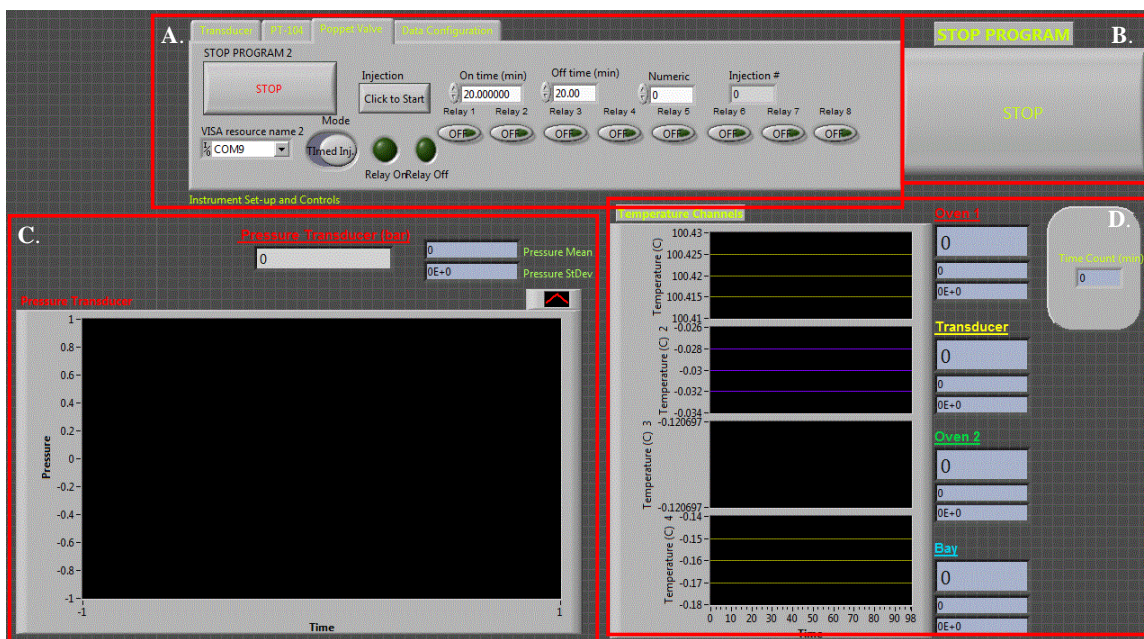 A.
Transducer PT-104 Poppet Valve Data Configuration
STOP PROGRAM 2
STOP
Injection
Click to Start
On time (min)
20.000000
Off time (min)
20.00
Numeric
0
Injection #
0
Relay 1 Relay 2 Relay 3 Relay 4 Relay 5 Relay 6 Relay 7 Relay 8
OFF OFF OFF OFF OFF OFF OFF OFF
VISA resource name 2
COM9
Mode
TImed Inj.
Relay On Relay Off
Instrument Set-up and Controls
B.
STOP PROGRAM
STOP
C.
Pressure Transducer (bar)
0
0
Pressure Mean
0E+0
Pressure StDev
Pressure Transducer
Pressure
1
0.8
0.6
0.4
0.2
0
-0.2
-0.4
-0.6
-0.8
-1
-1 1
Time
D.
Temperature Channels
Temperature (C)
100.43
100.425
100.42
100.415
100.41
Temperature (C) 2
-0.026
-0.028
-0.03
-0.032
-0.034
Temperature (C) 3
-0.120697
-0.120697
Temperature (C) 4
-0.14
-0.15
-0.16
-0.17
-0.18
0 10 20 30 40 50 60 70 80 90 98
Time
Oven 1
0
0
0E+0
Transducer
0
0
0E+0
Oven 2
0
0
0E+0
Bay
0
0
0E+0
Time Count (min)
0